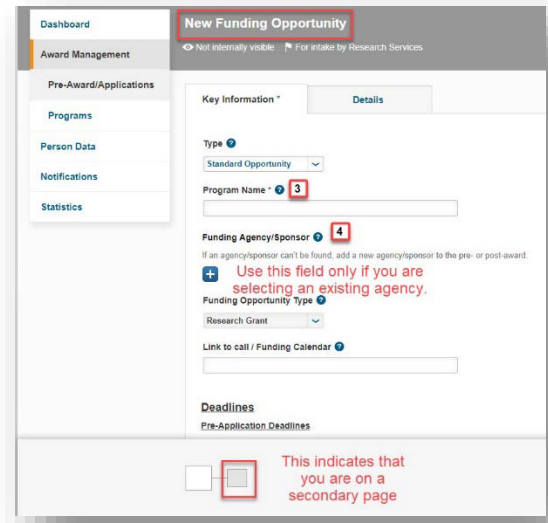 Dashboard
Award Management
Pre-Award/Applications
Programs
Person Data
Notifications
Statistics
New Funding Opportunity
Not internally visible For intake by Research Services
Key Information *
Details
Type ?
Standard Opportunity
Program Name * ? 3
Funding Agency/Sponsor ? 4
If an agency/sponsor can't be found, add a new agency/sponsor to the pre- or post-award.
+ Use this field only if you are
selecting an existing agency.
Funding Opportunity Type ?
Research Grant
Link to call / Funding Calendar ?
Deadlines
Pre-Application Deadlines
This indicates that
you are on a
secondary page